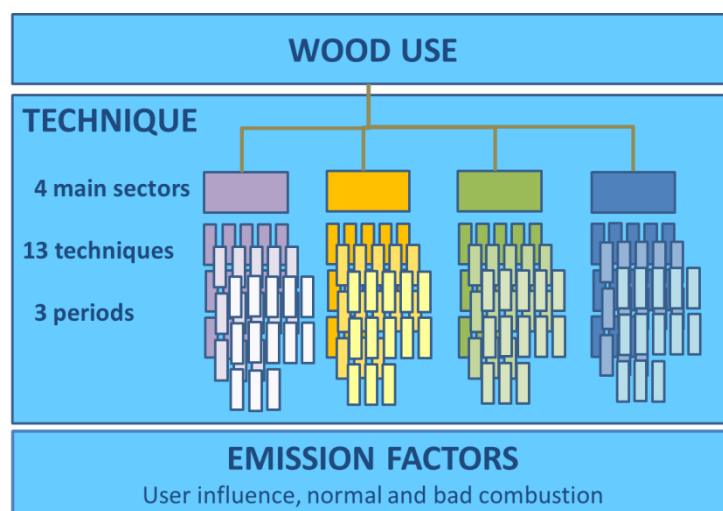 WOOD USE
TECHNIQUE
4 main sectors
13 techniques
3 periods
EMISSION FACTORS
User influence, normal and bad combustion